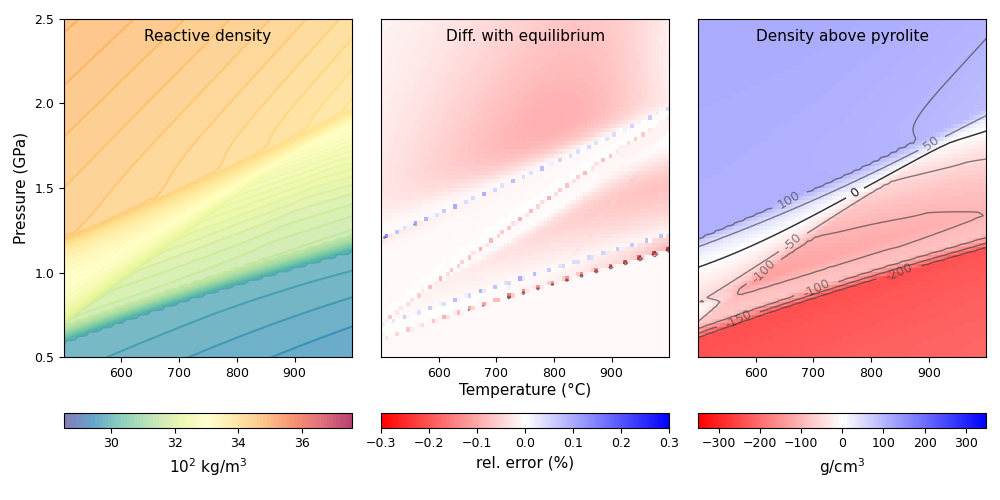 Reactive density
Diff. with equilibrium
Density above pyrolite
Pressure (GPa)
2.5
2.0
1.5
1.0
0.5
600 700 800 900
600 700 800 900
600 700 800 900
Temperature (°C)
50
100
0
-50
-100
-100
-200
-150
30 32 34 36
10² kg/m³
−0.3 −0.2 −0.1 0.0 0.1 0.2 0.3
rel. error (%)
−300 −200 −100 0 100 200 300
g/cm³